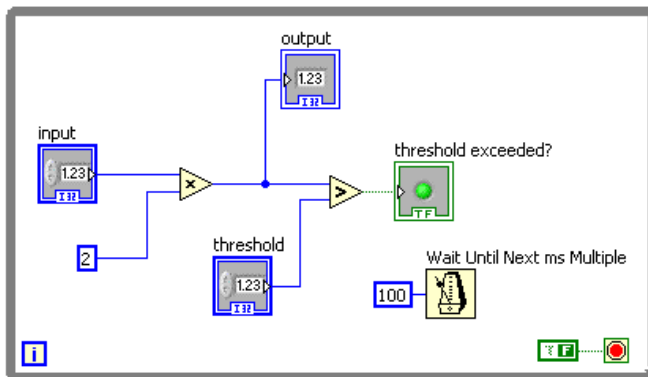 output
1.23
I32
input
1.23
I32
threshold exceeded?
x
>
TF
2
threshold
1.23
I32
Wait Until Next ms Multiple
100
i
F